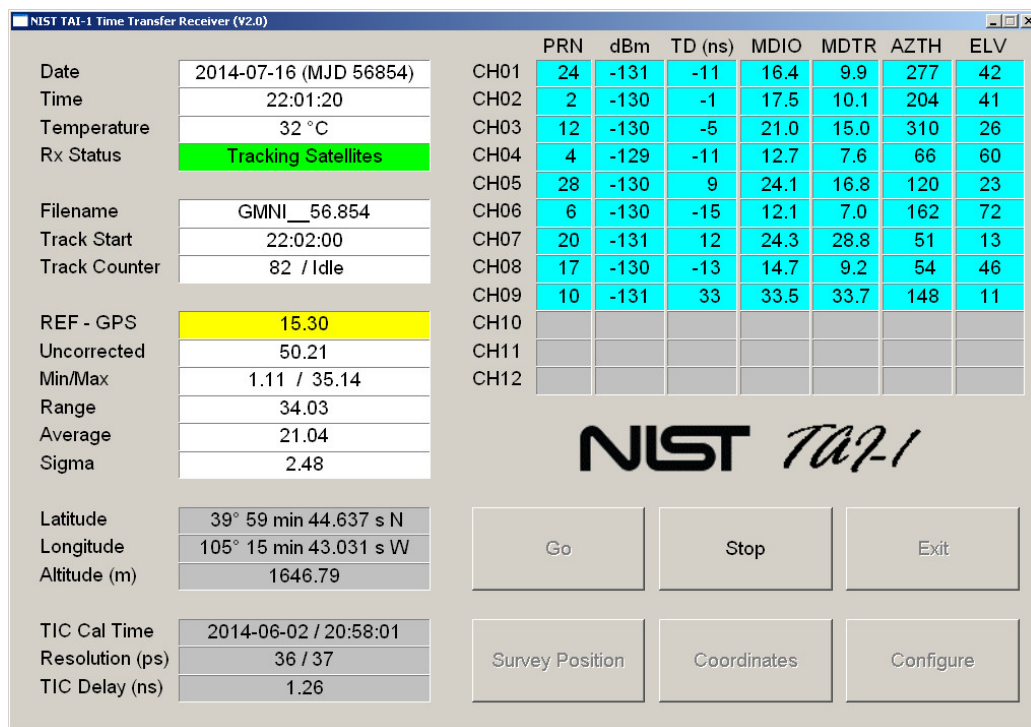 NIST TAI-1 Time Transfer Receiver (V2.0)
PRN dBm TD (ns) MDIO MDTR AZTH ELV
Date 2014-07-16 (MJD 56854) CH01 24 -131 -11 16.4 9.9 277 42
Time 22:01:20 CH02 2 -130 -1 17.5 10.1 204 41
Temperature 32 °C CH03 12 -130 -5 21.0 15.0 310 26
Rx Status Tracking Satellites CH04 4 -129 -11 12.7 7.6 66 60
CH05 28 -130 9 24.1 16.8 120 23
Filename GMNI__56.854 CH06 6 -130 -15 12.1 7.0 162 72
Track Start 22:02:00 CH07 20 -131 12 24.3 28.8 51 13
Track Counter 82 / Idle CH08 17 -130 -13 14.7 9.2 54 46
CH09 10 -131 33 33.5 33.7 148 11
REF - GPS 15.30 CH10
Uncorrected 50.21 CH11
Min/Max 1.11 / 35.14 CH12
Range 34.03
Average 21.04
Sigma 2.48
NIST TAI-1
Latitude 39° 59 min 44.637 s N
Longitude 105° 15 min 43.031 s W
Altitude (m) 1646.79
Go Stop Exit
TIC Cal Time 2014-06-02 / 20:58:01
Resolution (ps) 36 / 37
TIC Delay (ns) 1.26
Survey Position Coordinates Configure